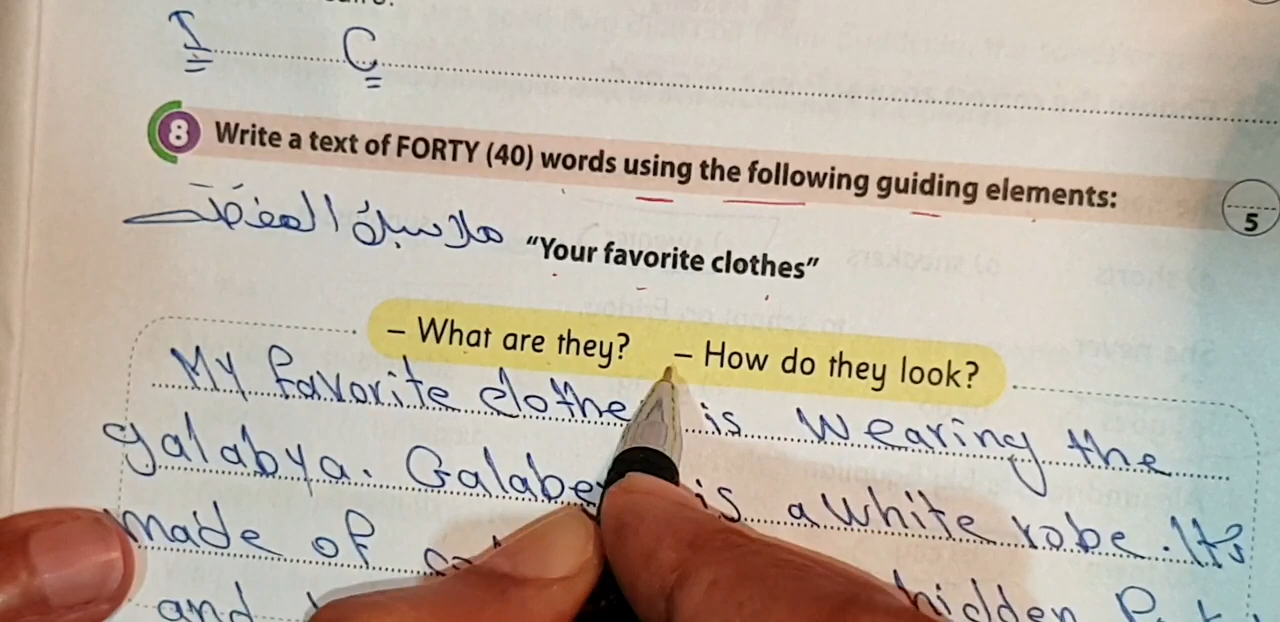 I C
8 Write a text of FORTY (40) words using the following guiding elements:
5
ملابسك المفضلة
"Your favorite clothes"
– What are they? – How do they look?
My favorite clothe is wearing the
galabya. Galabe is a white robe. It's
made of
and hidden